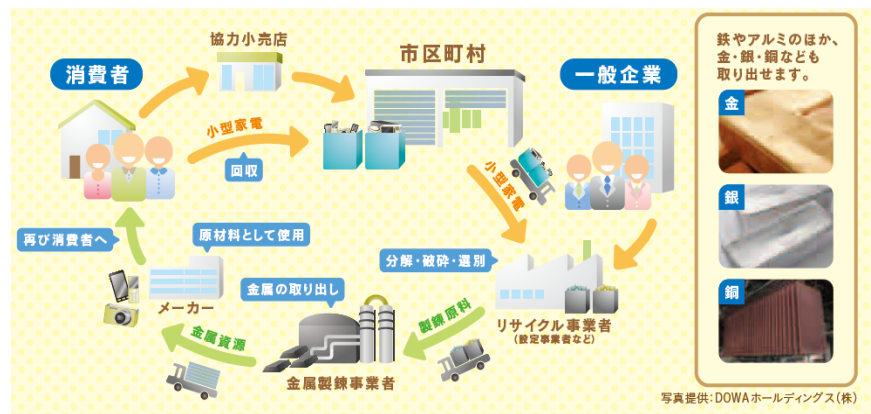 協力小売店
市区町村
消費者
一般企業
小型家電
回収
小型家電
再び消費者へ
原材料として使用
分解・破砕・選別
メーカー
金属の取り出し
製錬原料
リサイクル事業者
(認定事業者など)
金属資源
金属製錬事業者
鉄やアルミのほか、
金・銀・銅なども
取り出せます。
金
銀
銅
写真提供:DOWAホールディングス(株)